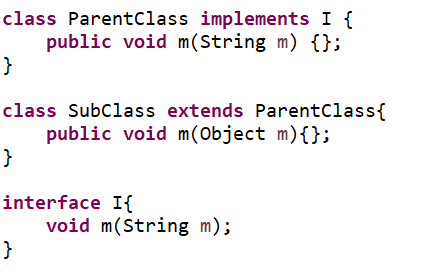 class ParentClass implements I {
    public void m(String m) {};
}
class SubClass extends ParentClass{
    public void m(Object m){};
}
interface I{
    void m(String m);
}